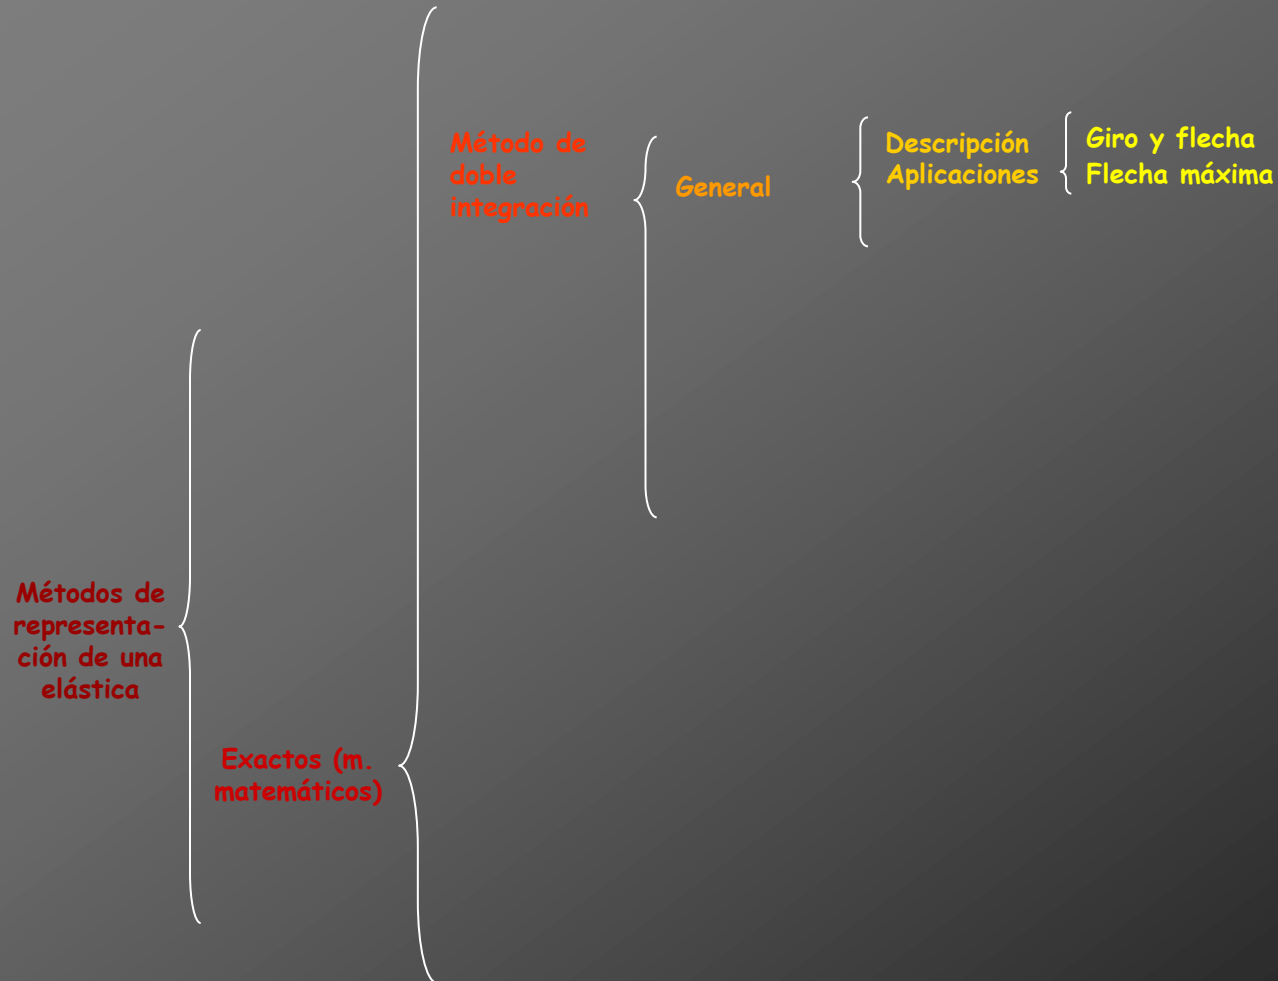 Métodos de
representa-
ción de una
elástica
Exactos (m.
matemáticos)
Método de
doble
integración
General
Descripción
Aplicaciones
Giro y flecha
Flecha máxima